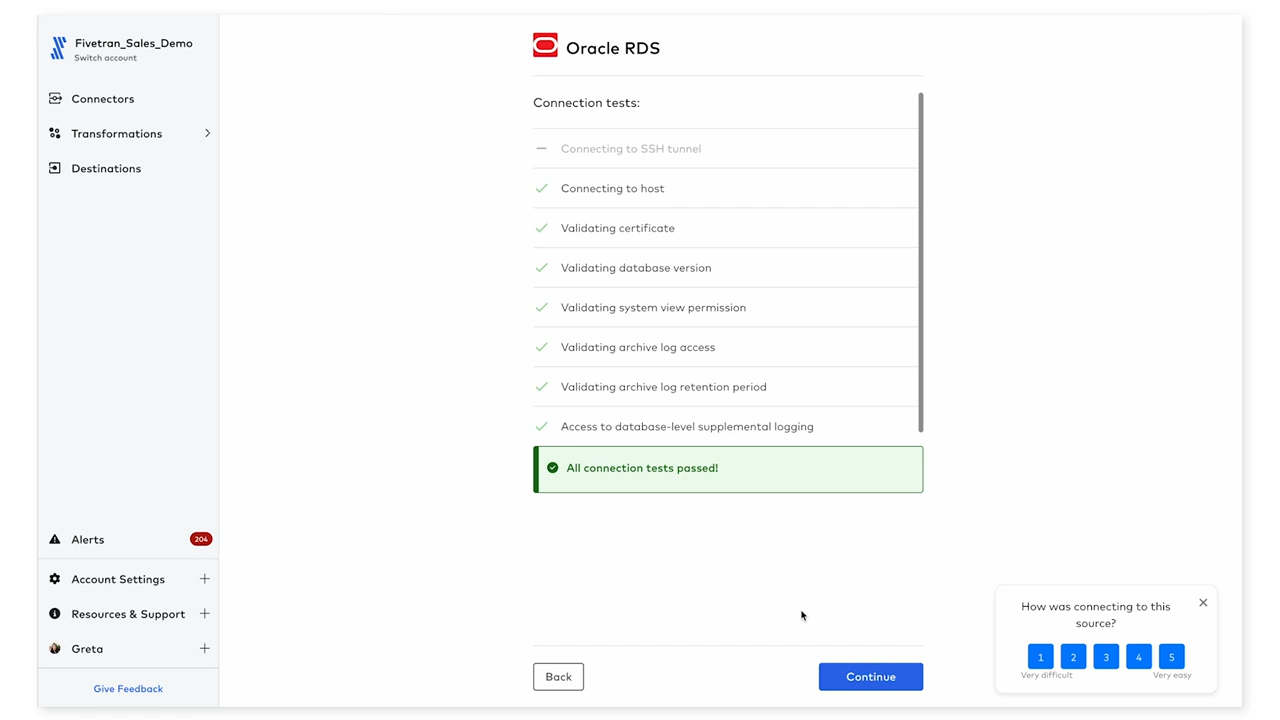 Fivetran_Sales_Demo
Switch account
Connectors
Transformations
Destinations
Alerts
204
Account Settings
Resources & Support
Greta
Give Feedback
Oracle RDS
Connection tests:
Connecting to SSH tunnel
Connecting to host
Validating certificate
Validating database version
Validating system view permission
Validating archive log access
Validating archive log retention period
Access to database-level supplemental logging
All connection tests passed!
Back
Continue
How was connecting to this
source?
1 2 3 4 5
Very difficult Very easy